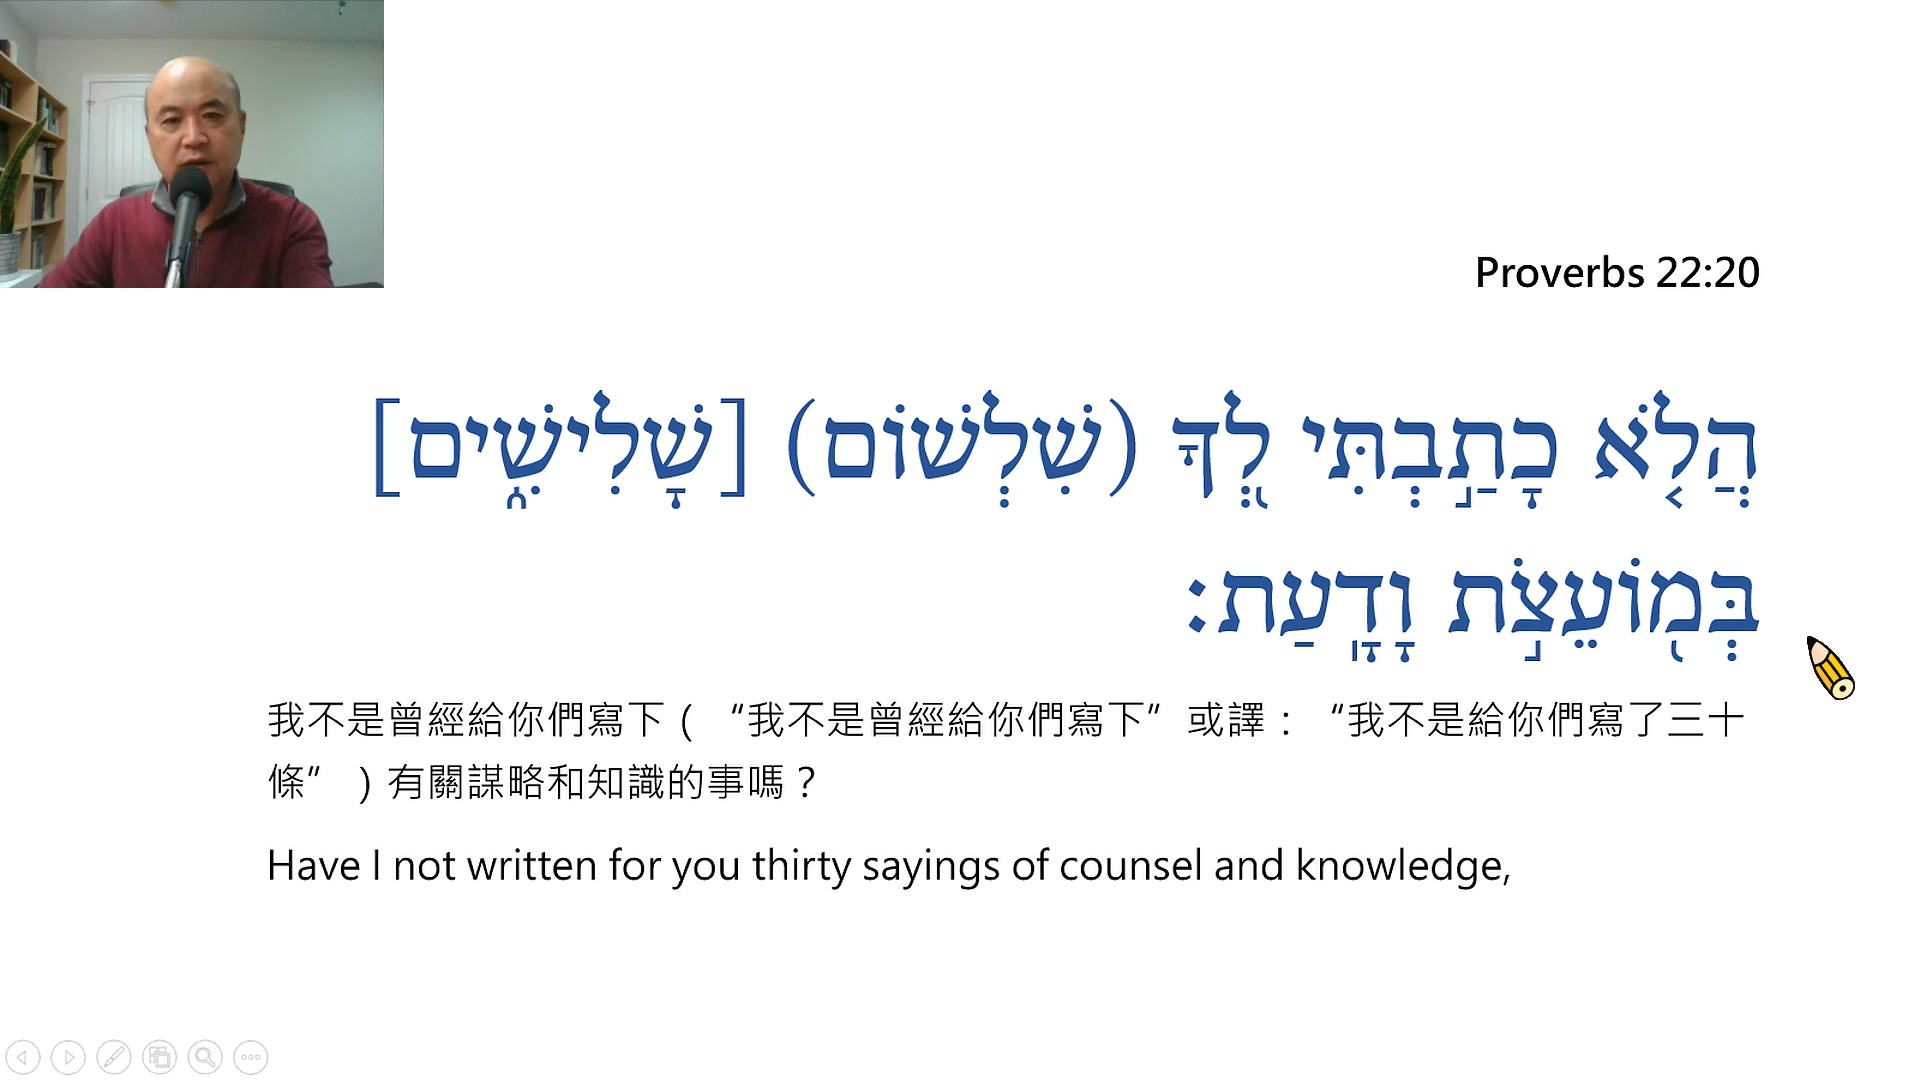 Proverbs 22:20
הֲלֹ֤א כָתַ֣בְתִּי לְ֭ךָ (שִׁלְשׁוֹם) [שָׁלִישִׁ֑ים]
בְּמ֖וֹעֵצֹ֣ת וָדָֽעַת׃
我不是曾經給你們寫下（ “我不是曾經給你們寫下”或譯：“我不是給你們寫了三十
條” ）有關謀略和知識的事嗎？
Have I not written for you thirty sayings of counsel and knowledge,